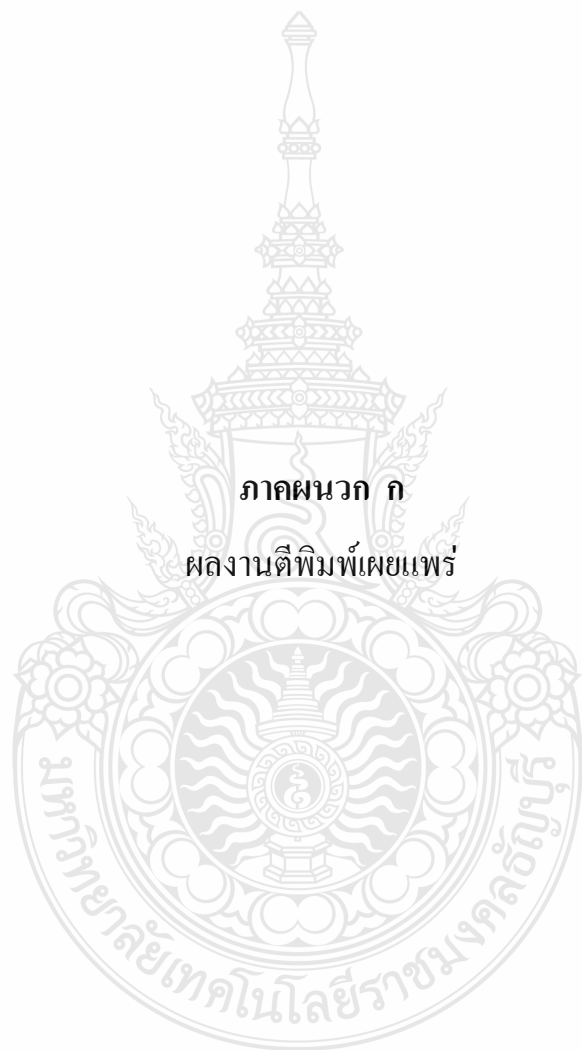 ภาคผนวก ก
ผลงานตีพิมพ์เผยแพร่
มหาวิทยาลัยเทคโนโลยีราชมงคลธัญบุรี